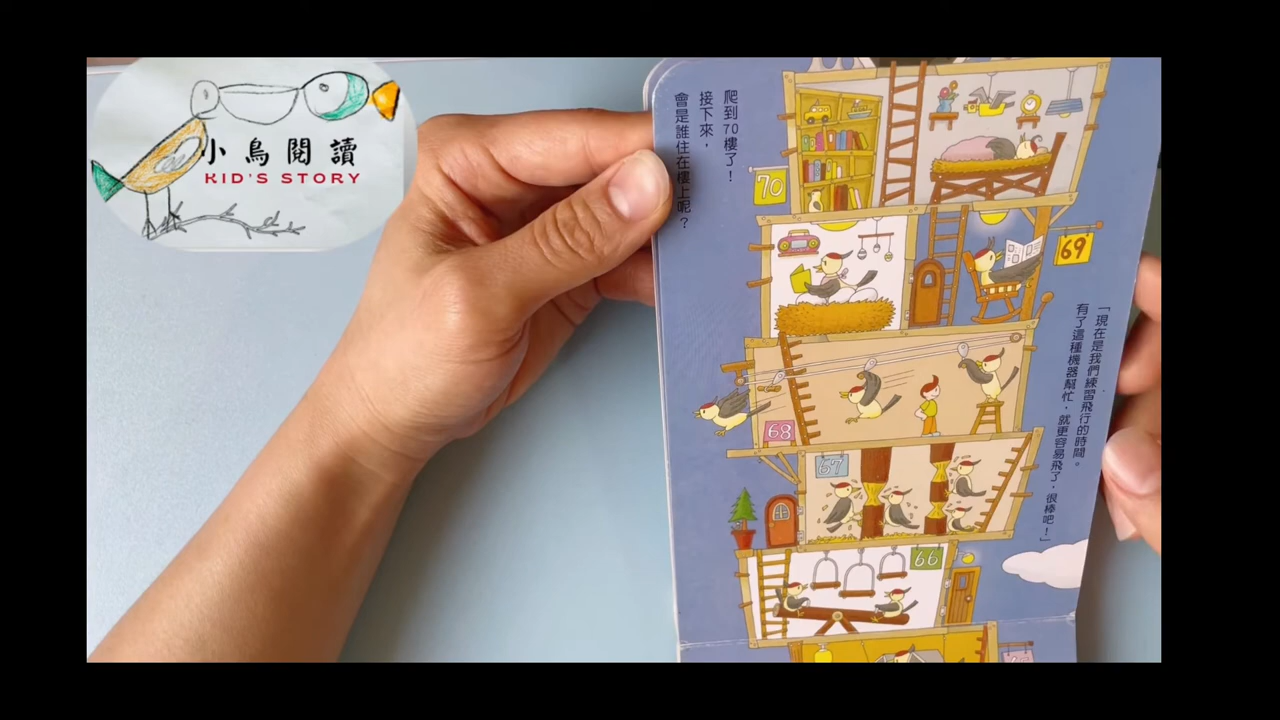 小鳥閱讀
KID'S STORY
爬到70樓了!
接下來,
會是誰住在樓上呢?
70
69
「現在是我們練習飛行的時間。
有了這種機器幫忙,就更容易飛了,很棒吧!」
68
67
66